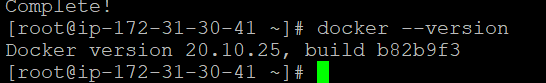 Complete!
[root@ip-172-31-30-41 ~]# docker --version
Docker version 20.10.25, build b82b9f3
[root@ip-172-31-30-41 ~]#